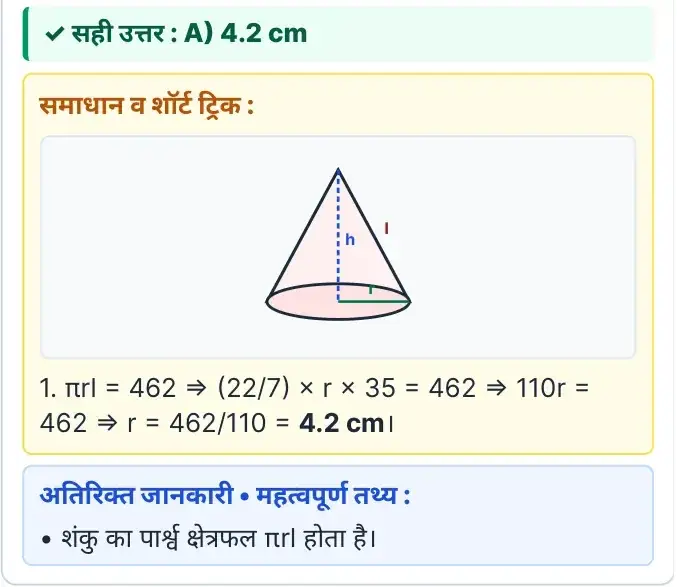 ✓ सही उत्तर : A) 4.2 cm
समाधान व शॉर्ट ट्रिक :
l
h
r
1. πrl = 462 ⇒ (22/7) × r × 35 = 462 ⇒ 110r =
462 ⇒ r = 462/110 = 4.2 cm।
अतिरिक्त जानकारी • महत्वपूर्ण तथ्य :
• शंकु का पार्श्व क्षेत्रफल πrl होता है।